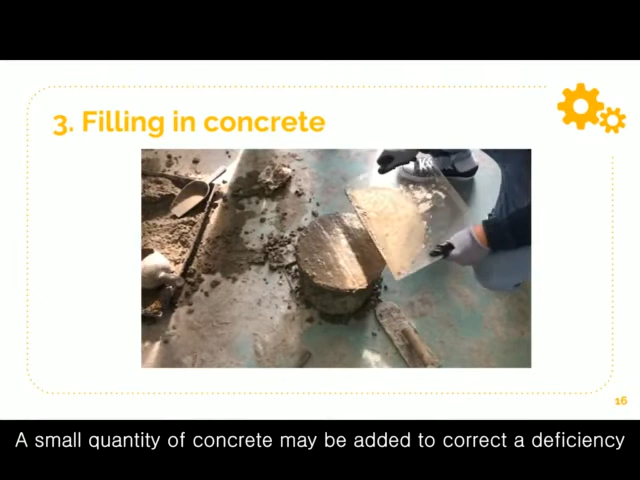 3. Filling in concrete
16
A small quantity of concrete may be added to correct a deficiency